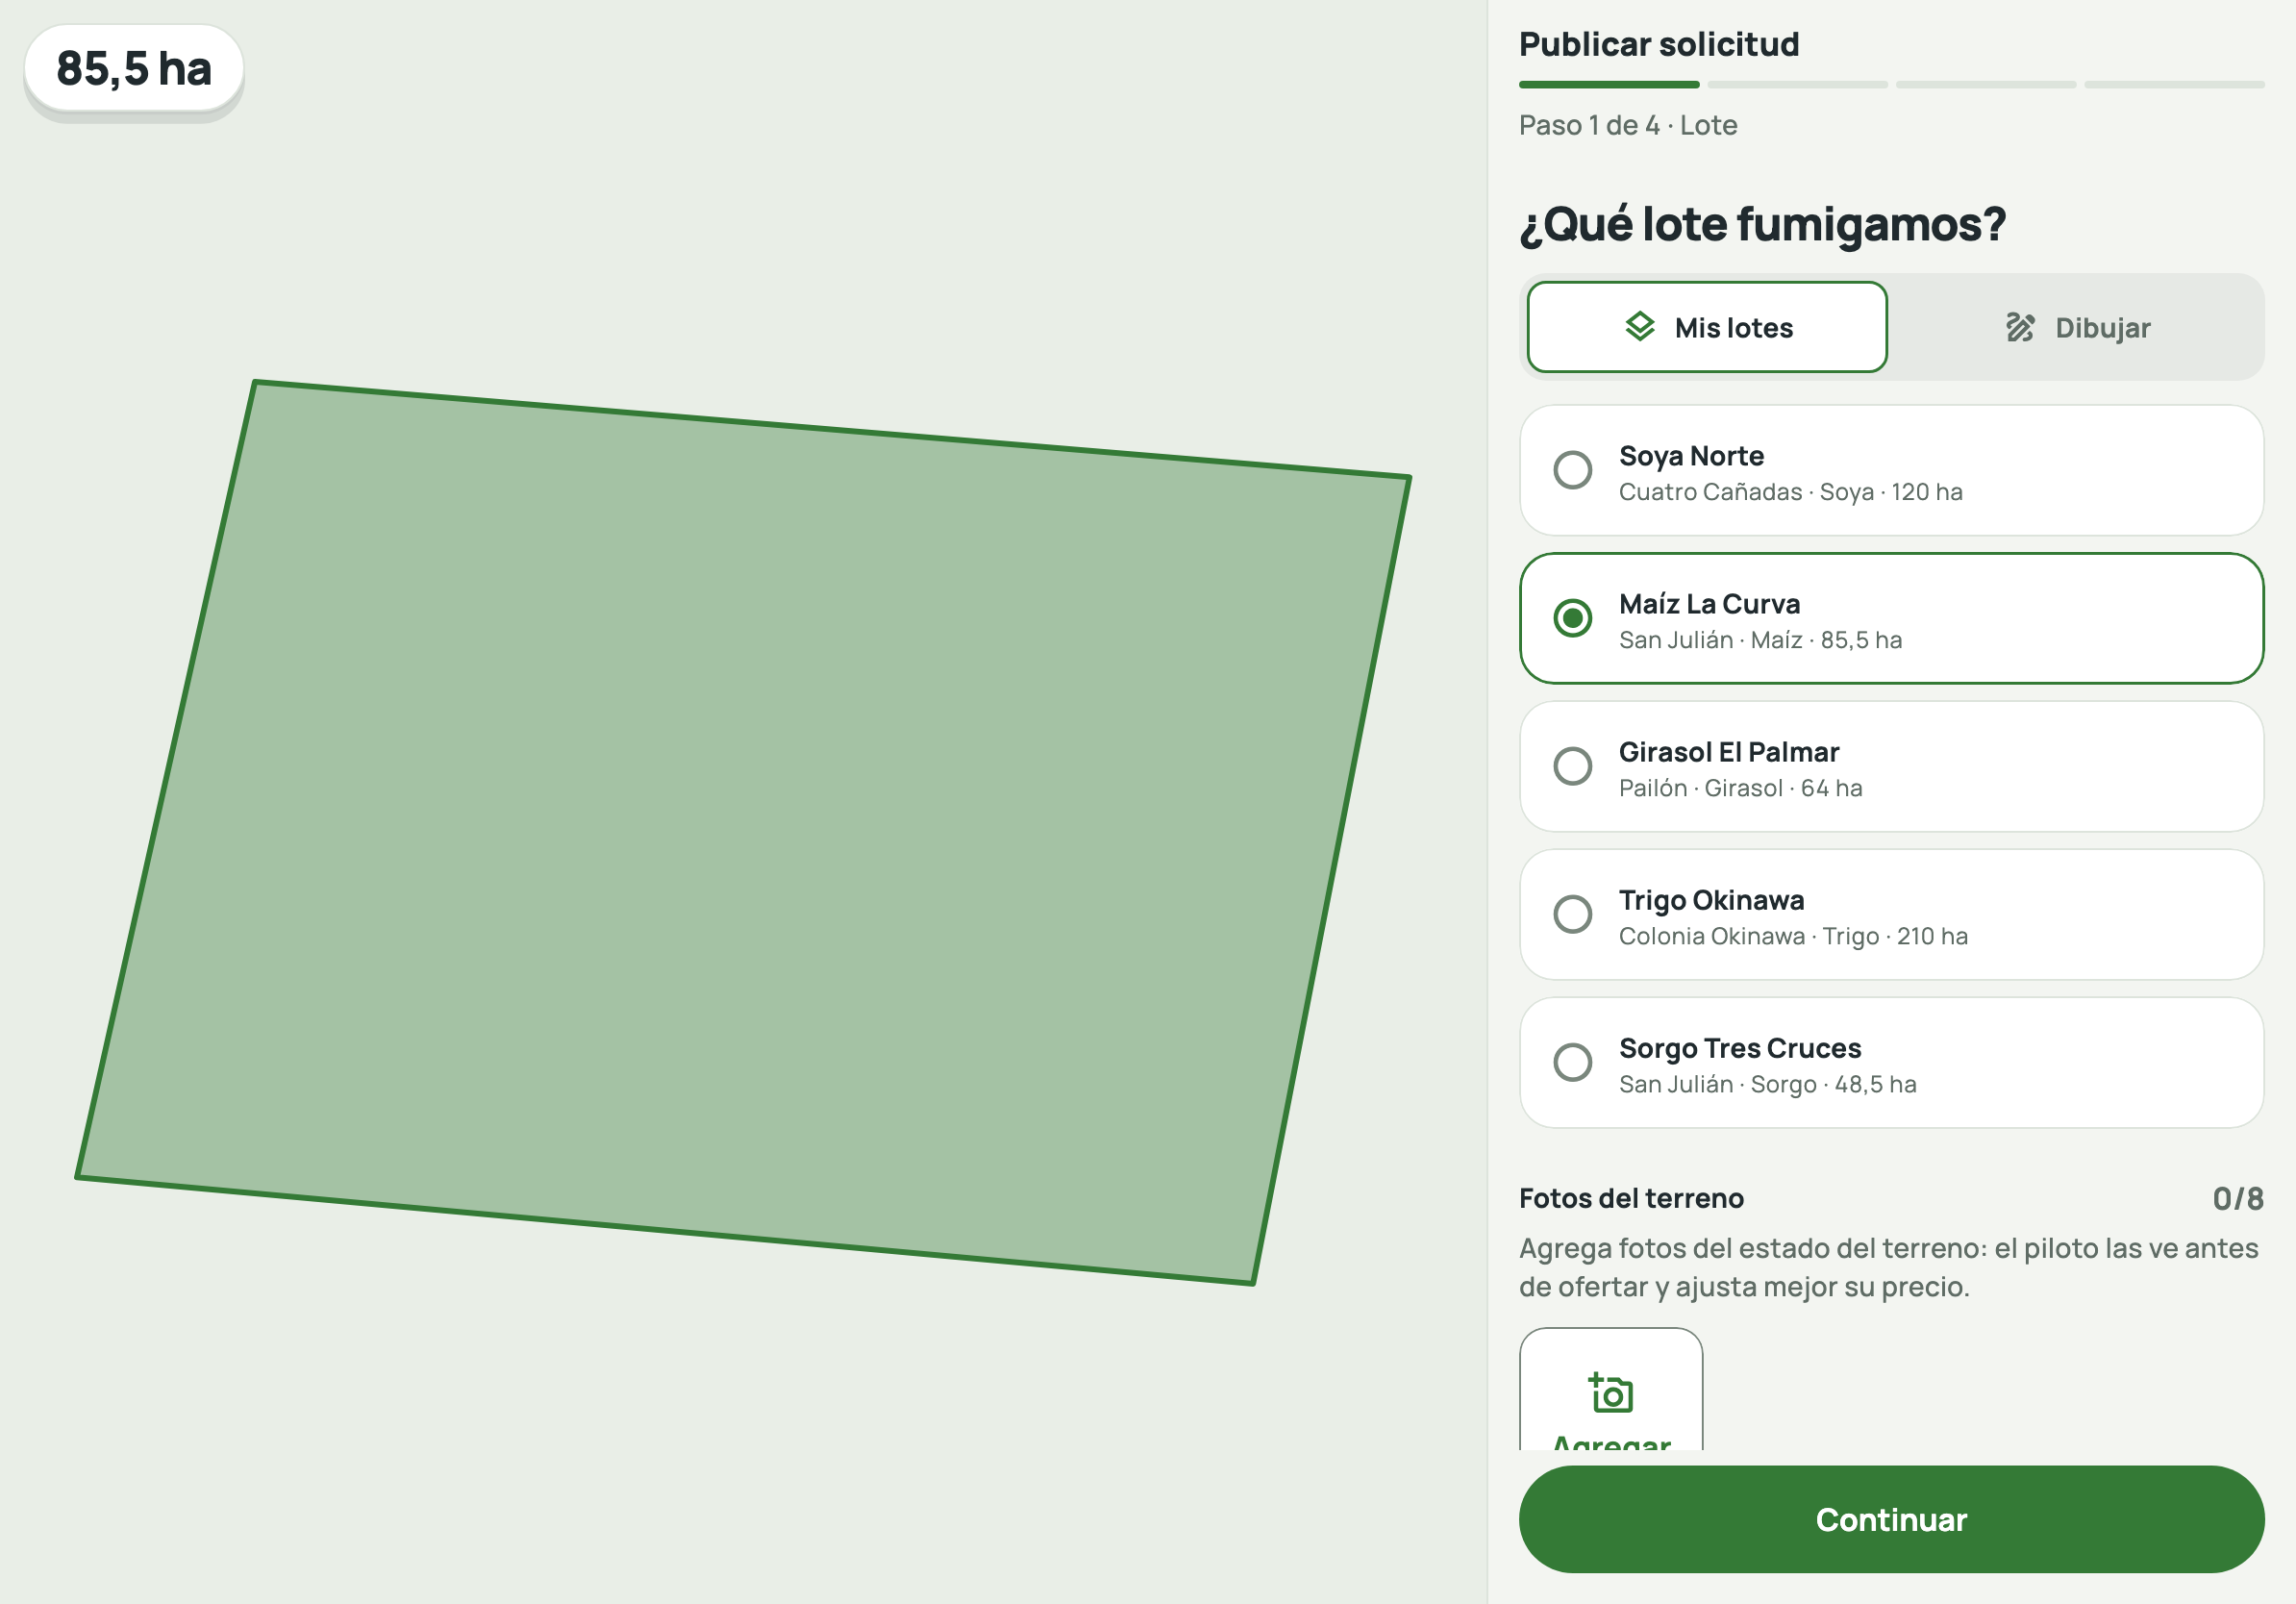 85,5 ha
Publicar solicitud
Paso 1 de 4 · Lote
¿Qué lote fumigamos?
Mis lotes
Dibujar
Soya Norte
Cuatro Cañadas · Soya · 120 ha
Maíz La Curva
San Julián · Maíz · 85,5 ha
Girasol El Palmar
Pailón · Girasol · 64 ha
Trigo Okinawa
Colonia Okinawa · Trigo · 210 ha
Sorgo Tres Cruces
San Julián · Sorgo · 48,5 ha
Fotos del terreno
0/8
Agrega fotos del estado del terreno: el piloto las ve antes
de ofertar y ajusta mejor su precio.
Agregar
Continuar